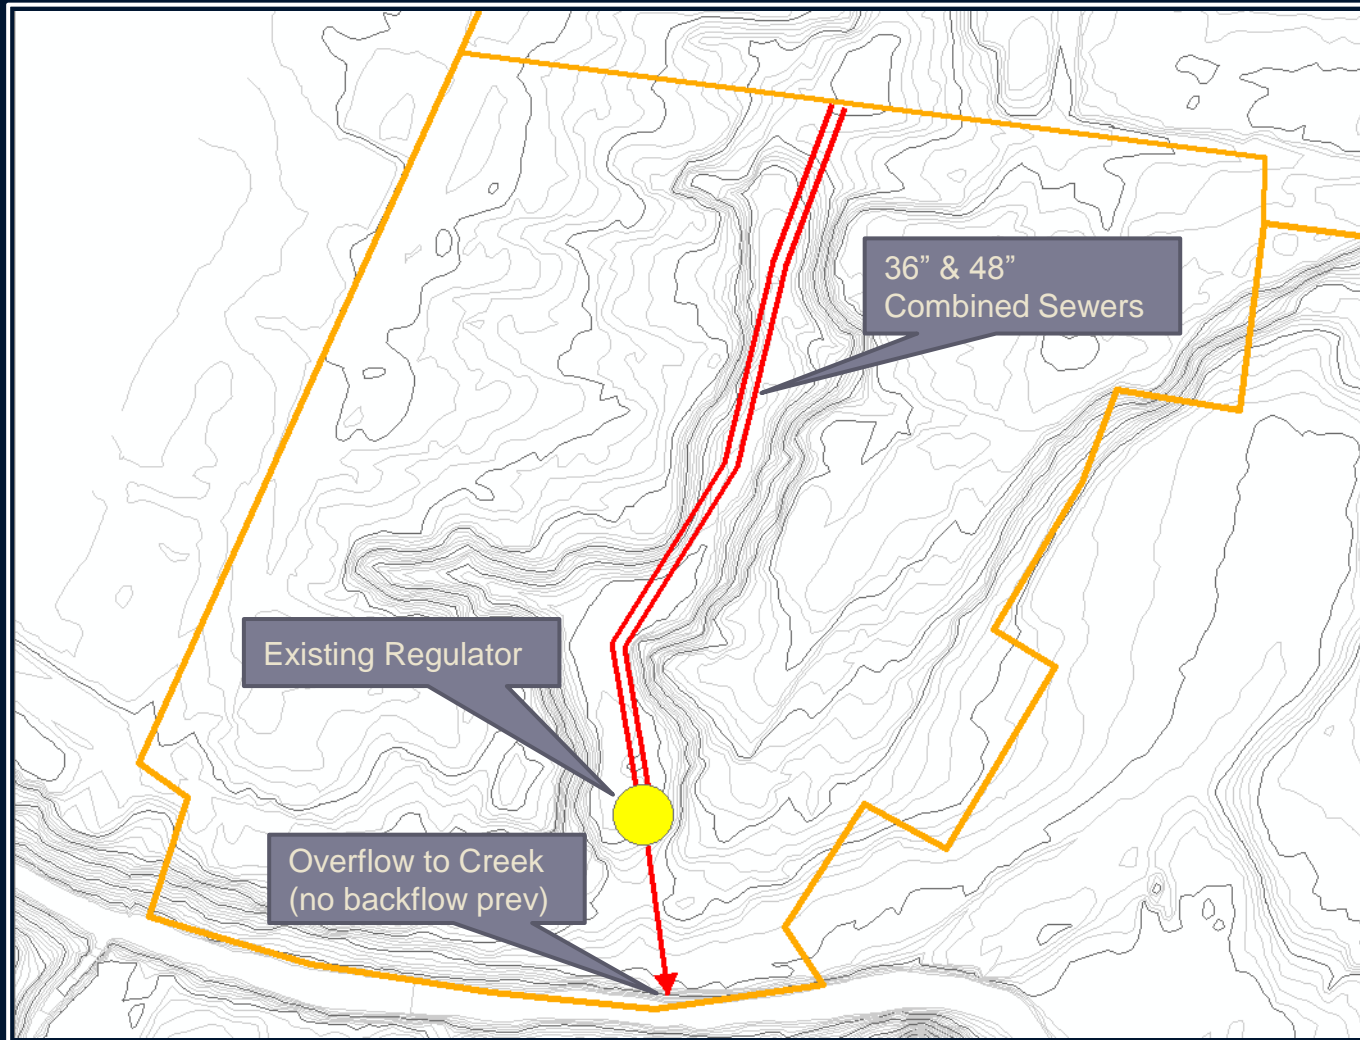 36” & 48”
Combined Sewers
Existing Regulator
Overflow to Creek
(no backflow prev)